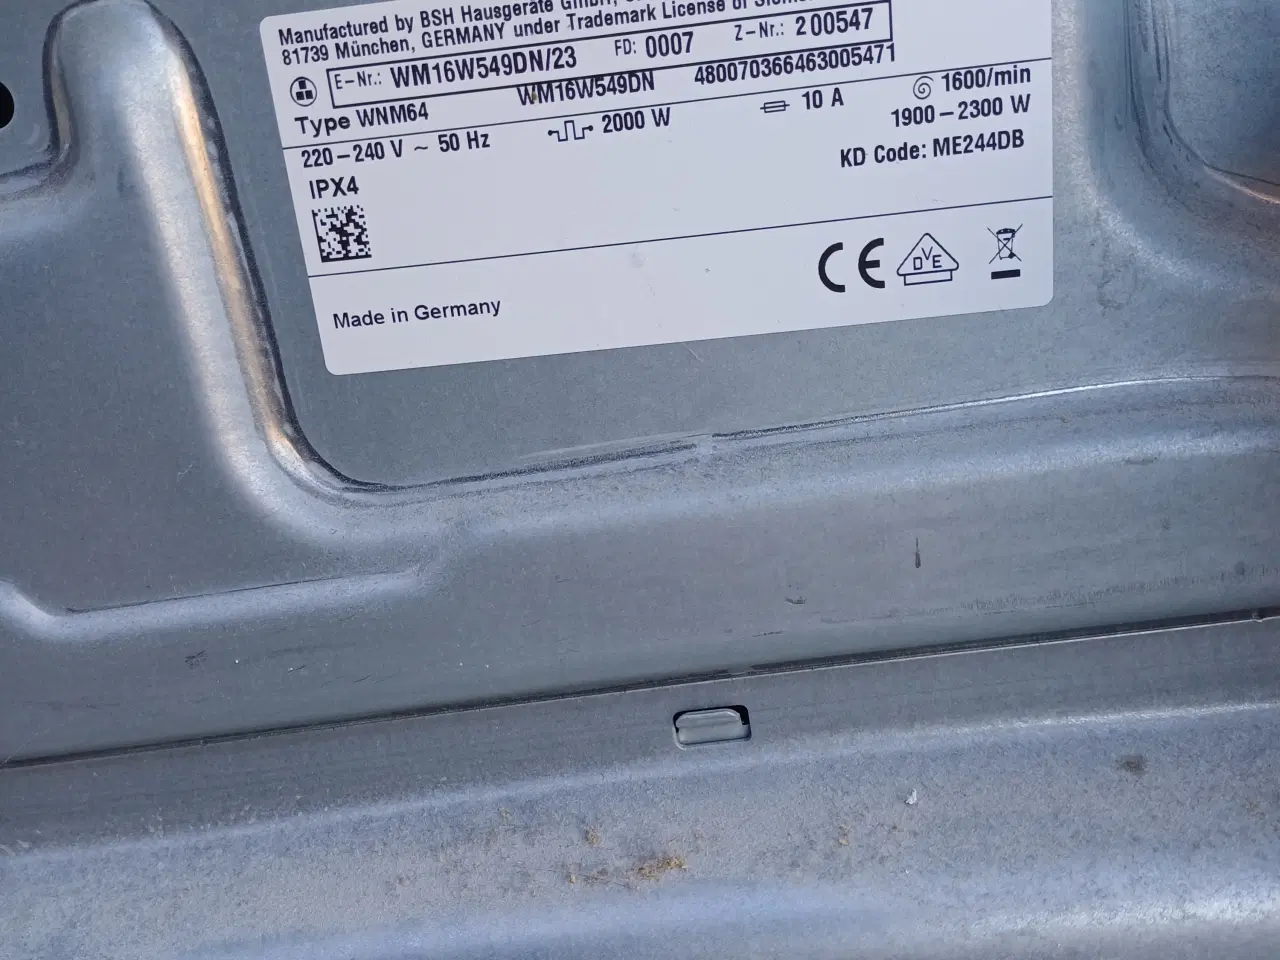 Manufactured by BSH Hausgeräte GmbH,
81739 München, GERMANY under Trademark License of
E-Nr.: WM16W549DN/23 FD: 0007 Z-Nr.: 200547
Type WNM64 WM16W549DN 480070366463005471
220-240 V ~ 50 Hz 2000 W 10 A 1600/min
1900-2300 W
IPX4 KD Code: ME244DB
CE DVE
Made in Germany